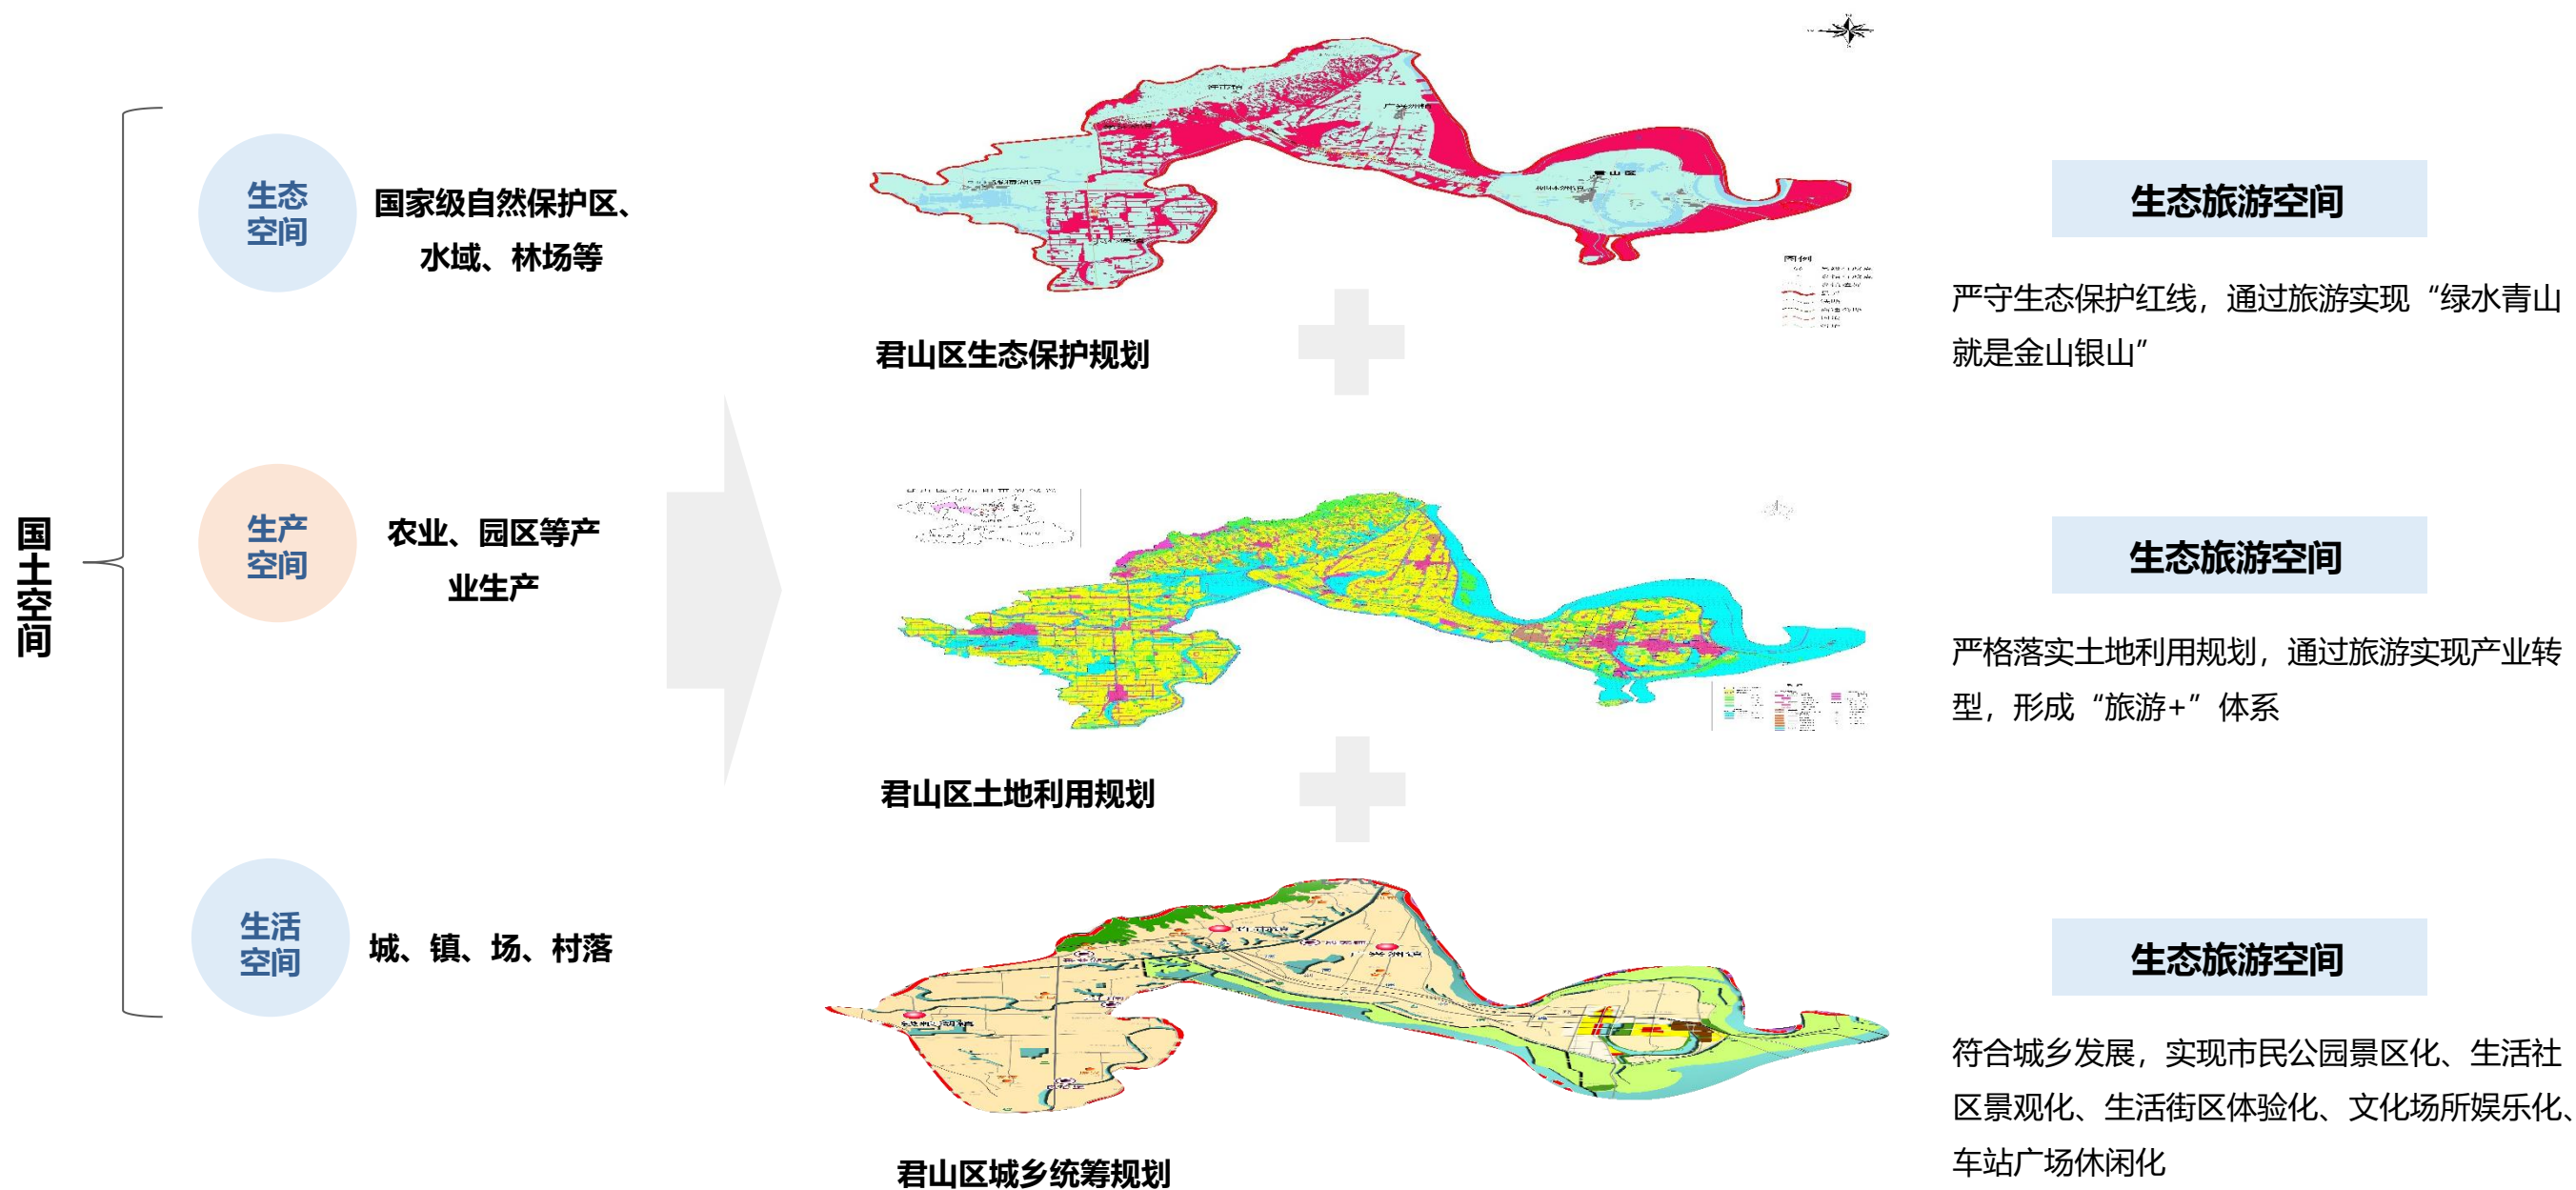 国土空间
生态
空间
国家级自然保护区、
水域、林场等
生产
空间
农业、园区等产
业生产
生活
空间
城、镇、场、村落
君山区生态保护规划
君山区土地利用规划
君山区城乡统筹规划
图例
生态旅游空间
严守生态保护红线，通过旅游实现“绿水青山
就是金山银山”
生态旅游空间
严格落实土地利用规划，通过旅游实现产业转
型，形成“旅游+”体系
生态旅游空间
符合城乡发展，实现市民公园景区化、生活社
区景观化、生活街区体验化、文化场所娱乐化、
车站广场休闲化